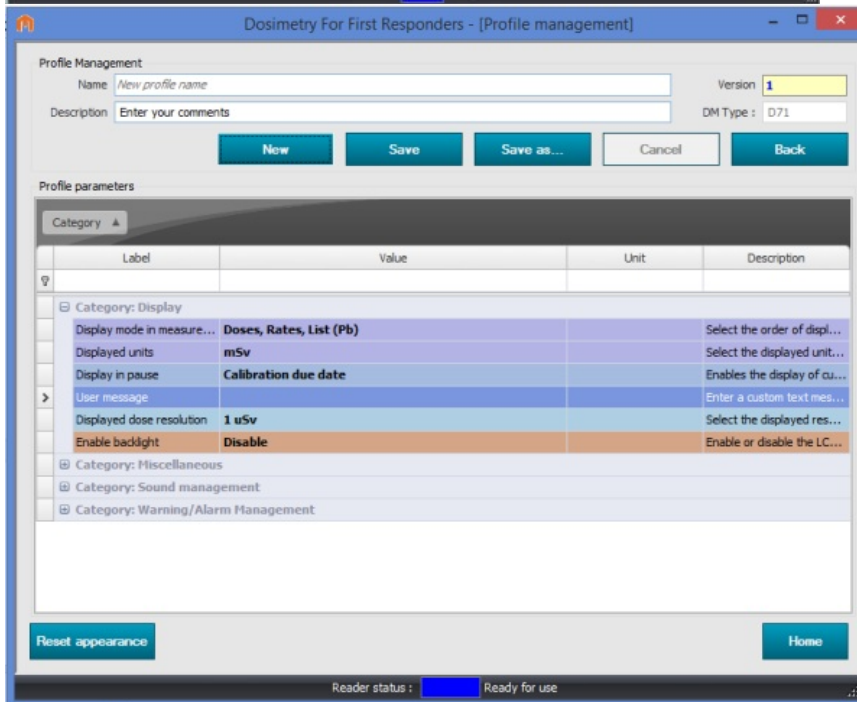 Dosimetry For First Responders - [Profile management]
Profile Management
Name New profile name Version 1
Description Enter your comments DM Type : D71
New Save Save as... Cancel Back
Profile parameters
Category
Label Value Unit Description
Category: Display
Display mode in measure... Doses, Rates, List (Pb) Select the order of displ...
Displayed units mSv Select the displayed unit...
Display in pause Calibration due date Enables the display of cu...
User message Enter a custom text mes...
Displayed dose resolution 1 uSv Select the displayed res...
Enable backlight Disable Enable or disable the LC...
Category: Miscellaneous
Category: Sound management
Category: Warning/Alarm Management
Reset appearance Home
Reader status : Ready for use